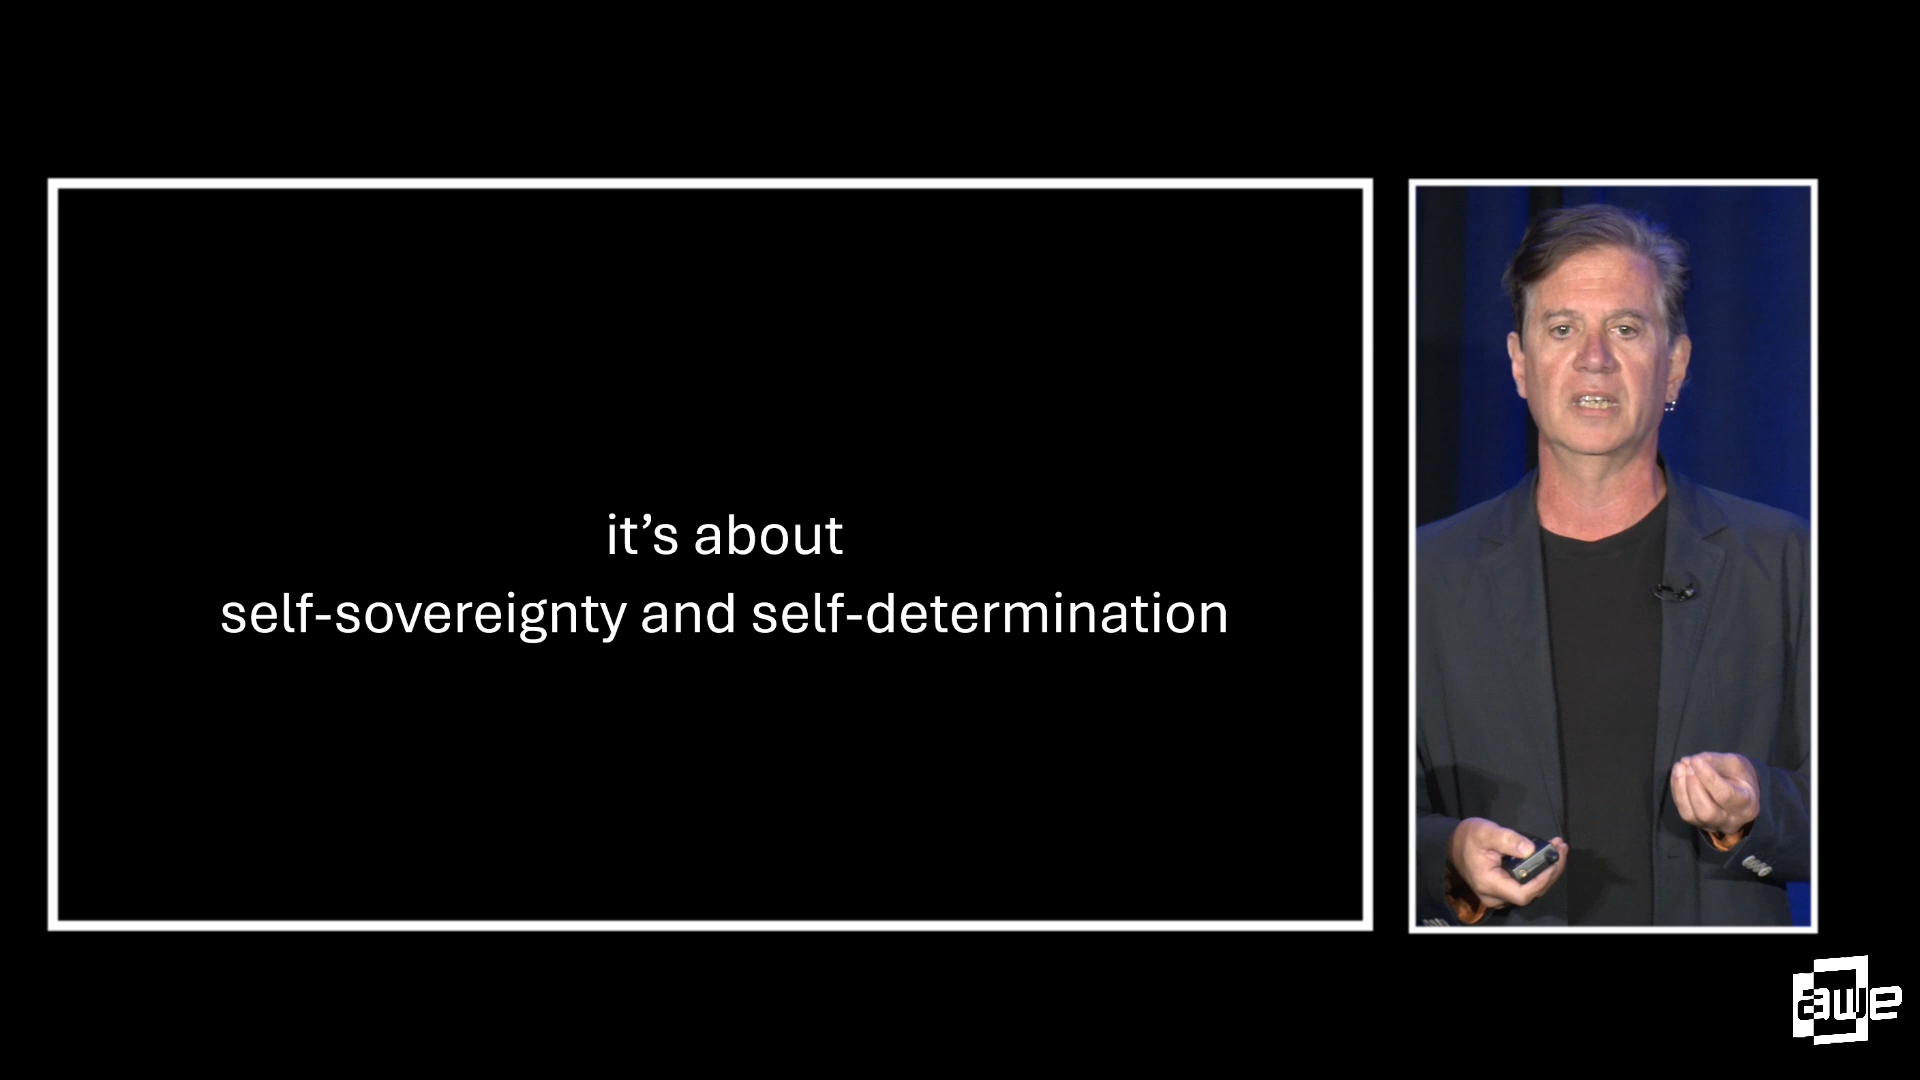 it’s about
self-sovereignty and self-determination
awe